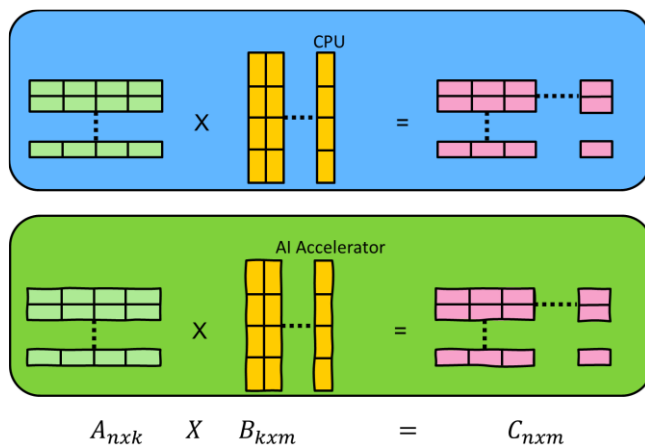 CPU
X =
AI Accelerator
X =
A_{nxk} X B_{kxm} = C_{nxm}